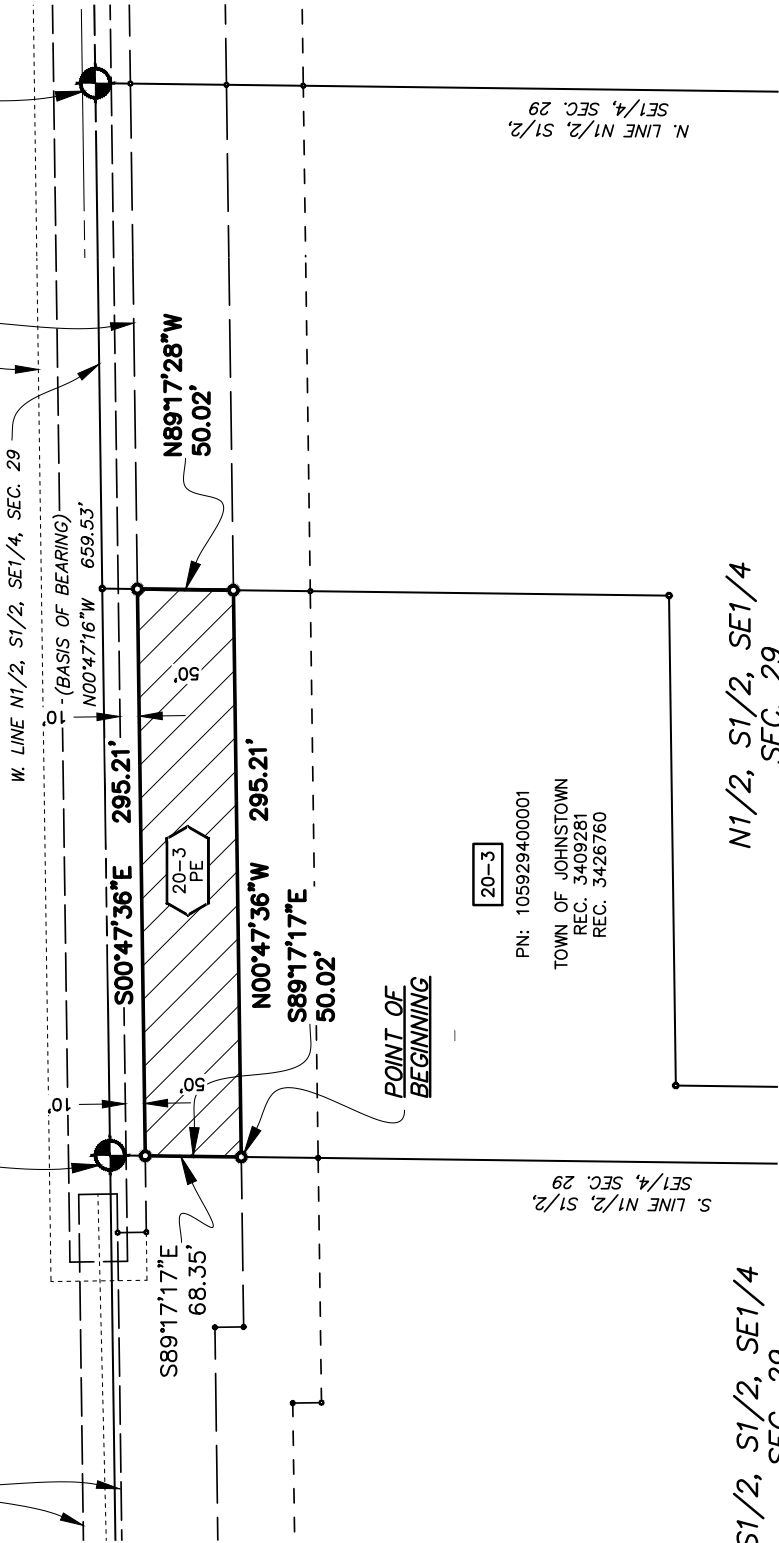 N. LINE N1/2, S1/2,
SE1/4, SEC. 29
W. LINE N1/2, S1/2, SE1/4, SEC. 29
(BASIS OF BEARING)
N00°47'16"W 659.53'
N89°17'28"W
50.02'
10'
50'
S00°47'36"E 295.21'
20-3
PE
N00°47'36"W 295.21'
S89°17'17"E
50.02'
10'
50'
POINT OF
BEGINNING
20-3
PN: 105929400001
TOWN OF JOHNSTOWN
REC. 3409281
REC. 3426760
N1/2, S1/2, SE1/4
SEC. 29
S. LINE N1/2, S1/2,
SE1/4, SEC. 29
S89°17'17"E
68.35'
S1/2, S1/2, SE1/4
SEC. 29